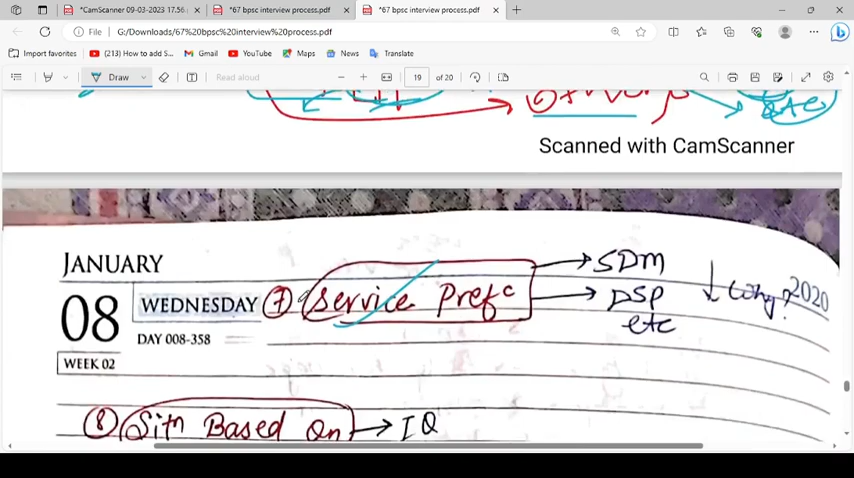 *CamScanner 09-03-2023 17.56
*67 bpsc interview process.pdf
*67 bpsc interview process.pdf
File G:/Downloads/67%20bpsc%20interview%20process.pdf
Import favorites (213) How to add S... Gmail YouTube Maps News Translate
Draw Read aloud 19 of 20
Scanned with CamScanner
JANUARY
08 WEDNESDAY
DAY 008-358
WEEK 02
2020
⑦ Service Prefc → SDM
→ DSP
etc
↓ Why?
⑧ Sitn Based Qn → IQ